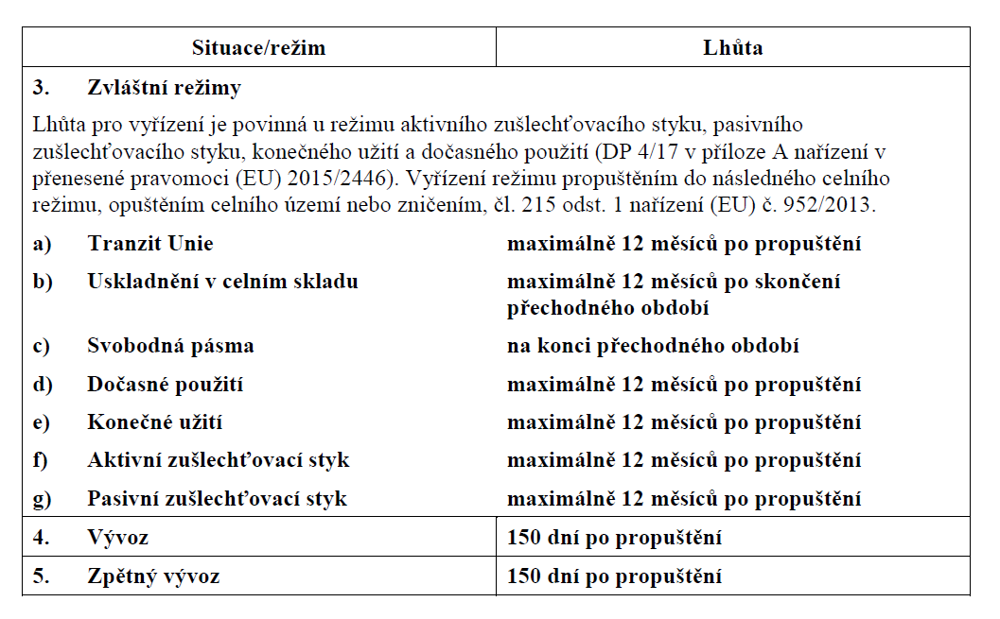 Situace/režim Lhůta
3. Zvláštní režimy
Lhůta pro vyřízení je povinná u režimu aktivního zušlechťovacího styku, pasivního
zušlechťovacího styku, konečného užití a dočasného použití (DP 4/17 v příloze A nařízení v
přenesené pravomoci (EU) 2015/2446). Vyřízení režimu propuštěním do následného celního
režimu, opuštěním celního území nebo zničením, čl. 215 odst. 1 nařízení (EU) č. 952/2013.
a) Tranzit Unie maximálně 12 měsíců po propuštění
b) Uskladnění v celním skladu maximálně 12 měsíců po skončení
přechodného období
c) Svobodná pásma na konci přechodného období
d) Dočasné použití maximálně 12 měsíců po propuštění
e) Konečné užití maximálně 12 měsíců po propuštění
f) Aktivní zušlechťovací styk maximálně 12 měsíců po propuštění
g) Pasivní zušlechťovací styk maximálně 12 měsíců po propuštění
4. Vývoz 150 dní po propuštění
5. Zpětný vývoz 150 dní po propuštění